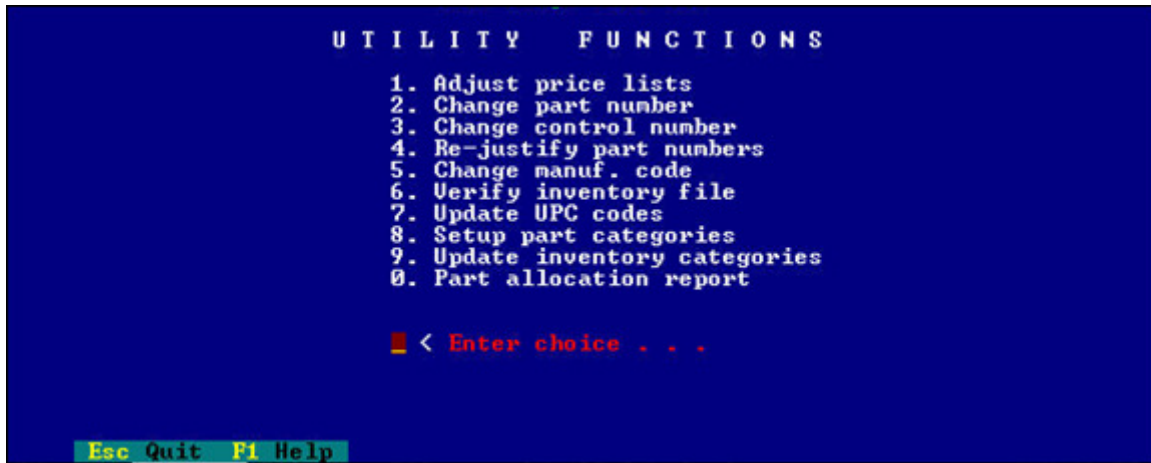 U T I L I T Y   F U N C T I O N S
1. Adjust price lists
2. Change part number
3. Change control number
4. Re-justify part numbers
5. Change manuf. code
6. Verify inventory file
7. Update UPC codes
8. Setup part categories
9. Update inventory categories
0. Part allocation report
< Enter choice . . .
Esc Quit  F1 Help